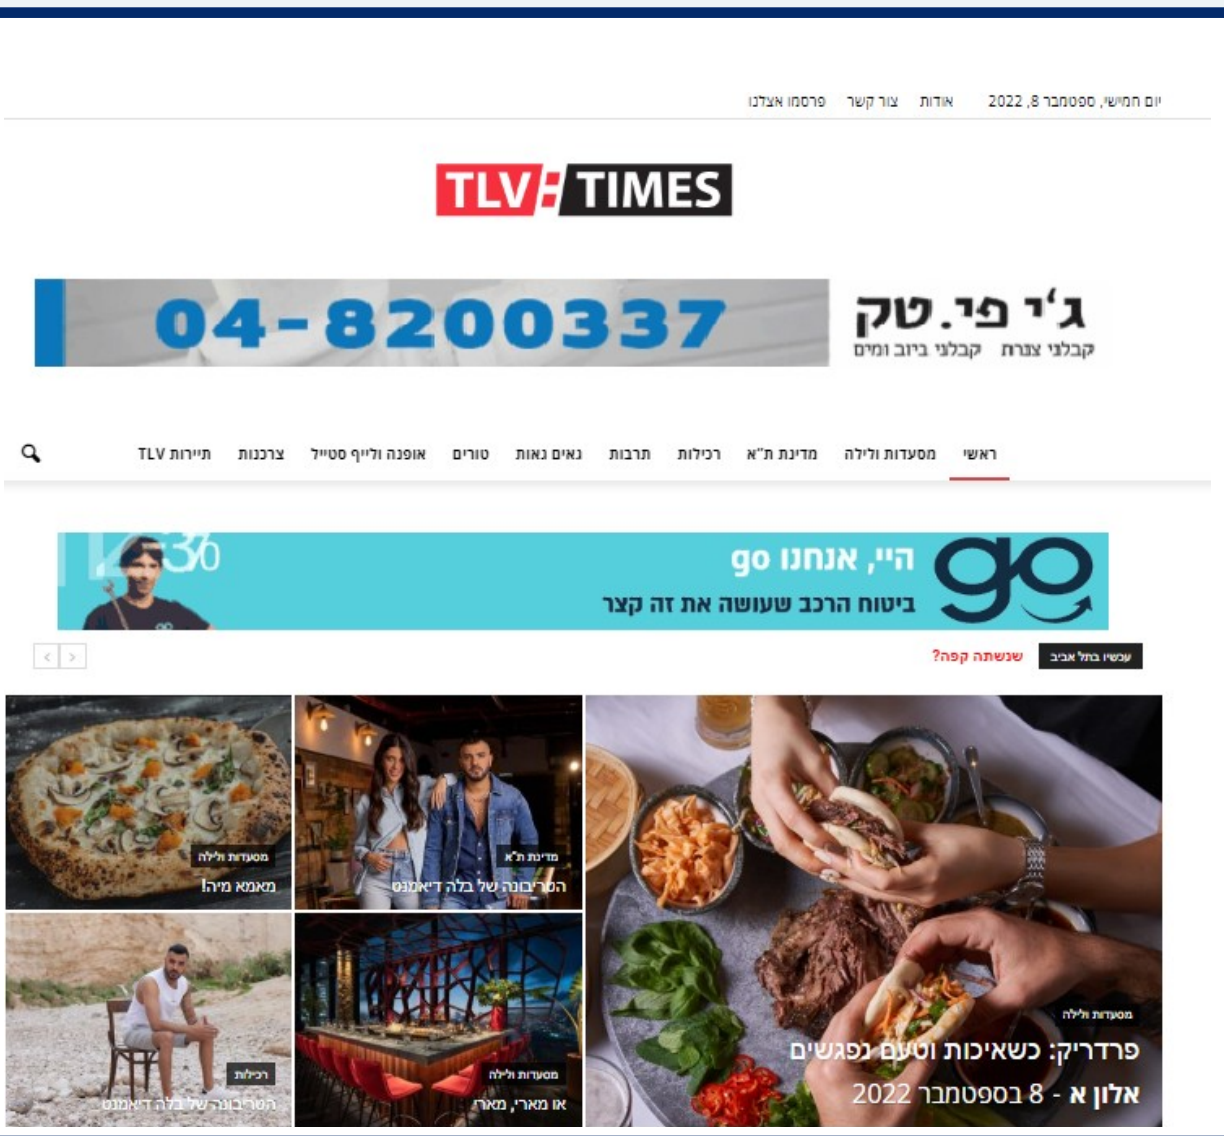 יום חמישי, ספטמבר 8, 2022 אודות צור קשר פרסמו אצלנו
TLV:TIMES
ג'י פי.טק
קבלני צנרת קבלני ביוב ומים
04-8200337
ראשי מסעדות ולילה מדינת ת״א רכילות תרבות גאים גאות טורים אופנה ולייף סטייל צרכנות תיירות TLV
go
היי, אנחנו go
ביטוח הרכב שעושה את זה קצר
עכשיו בתל אביב שנשתה קפה?
מסעדות ולילה
פרדריק: כשאיכות וטעם נפגשים
אלון א - 8 בספטמבר 2022
מדינת ת"א
הטריבונה של בלה דיאמנט
מסעדות ולילה
מאמא מיה!
מסעדות ולילה
או מארי, מארי
רכילות
הטריבונה של בלה דיאמנט